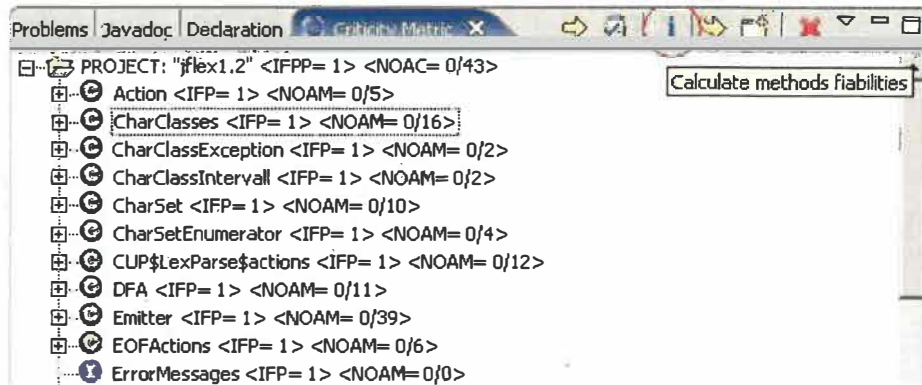 Problems Javadoc Declaration Criticity Metric
PROJECT: "jflex1.2" <IFPP= 1> <NOAC= 0/43>
Calculate methods fiabilities
Action <IFP= 1> <NOAM= 0/5>
CharClasses <IFP= 1> <NOAM= 0/16>
CharClassException <IFP= 1> <NOAM= 0/2>
CharClassIntervall <IFP= 1> <NOAM= 0/2>
CharSet <IFP= 1> <NOAM= 0/10>
CharSetEnumerator <IFP= 1> <NOAM= 0/4>
CUP$LexParse$actions <IFP= 1> <NOAM= 0/12>
DFA <IFP= 1> <NOAM= 0/11>
Emitter <IFP= 1> <NOAM= 0/39>
EOFActions <IFP= 1> <NOAM= 0/6>
ErrorMessages <IFP= 1> <NOAM= 0/0>